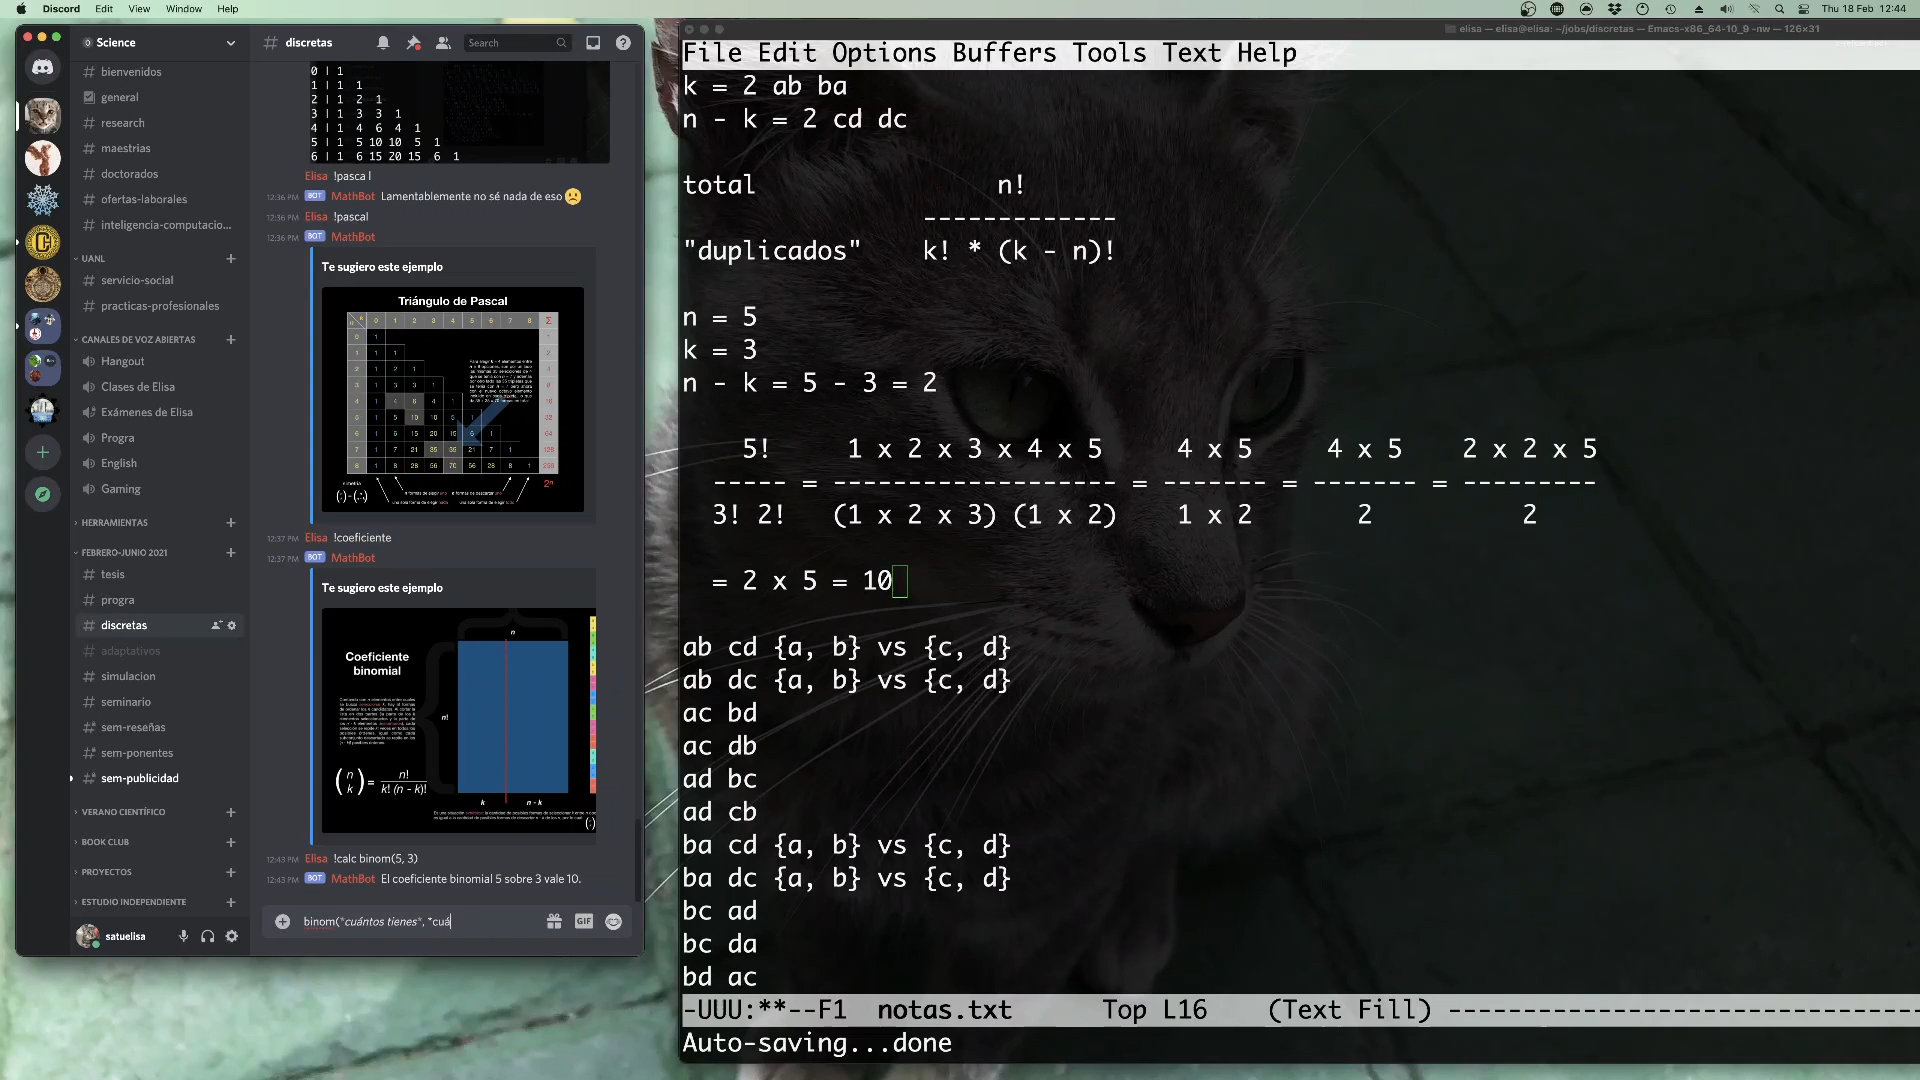 Discord Edit View Window Help
Thu 18 Feb 12:44
Science
bienvenidos
general
research
maestrias
doctorados
ofertas-laborales
inteligencia-computacio...
UANL
servicio-social
practicas-profesionales
CANALES DE VOZ ABIERTAS
Hangout
Clases de Elisa
Exámenes de Elisa
Progra
English
Gaming
HERRAMIENTAS
FEBRERO-JUNIO 2021
tesis
progra
discretas
adaptativos
simulacion
seminario
sem-reseñas
sem-ponentes
sem-publicidad
VERANO CIENTÍFICO
BOOK CLUB
PROYECTOS
ESTUDIO INDEPENDIENTE
satuelisa
# discretas
Search
0 | 1
1 | 1 1
2 | 1 2 1
3 | 1 3 3 1
4 | 1 4 6 4 1
5 | 1 5 10 10 5 1
6 | 1 6 15 20 15 6 1
Elisa !pasca l
12:36 PM BOT MathBot Lamentablemente no sé nada de eso
12:36 PM Elisa !pascal
12:36 PM BOT MathBot
Te sugiero este ejemplo
Triángulo de Pascal
12:37 PM Elisa !coeficiente
12:37 PM BOT MathBot
Te sugiero este ejemplo
Coeficiente
binomial
n
n!
(n k) = n! / k! (n - k)!
k n - k
12:43 PM Elisa !calc binom(5, 3)
12:43 PM BOT MathBot El coeficiente binomial 5 sobre 3 vale 10.
binom(*cuántos tienes*, *cuá
GIF
elisa — elisa@elisa: ~/jobs/discretas — Emacs-x86_64-10_9 -nw — 126×31
File Edit Options Buffers Tools Text Help
k = 2 ab ba
n - k = 2 cd dc
total n!
-------------
"duplicados" k! * (k - n)!
n = 5
k = 3
n - k = 5 - 3 = 2
5! 1 x 2 x 3 x 4 x 5 4 x 5 4 x 5 2 x 2 x 5
----- = ------------------- = ------- = ------- = ---------
3! 2! (1 x 2 x 3) (1 x 2) 1 x 2 2 2
= 2 x 5 = 10
ab cd {a, b} vs {c, d}
ab dc {a, b} vs {c, d}
ac bd
ac db
ad bc
ad cb
ba cd {a, b} vs {c, d}
ba dc {a, b} vs {c, d}
bc ad
bc da
bd ac
-UUU:**--F1 notas.txt Top L16 (Text Fill) --------------------------------
Auto-saving...done